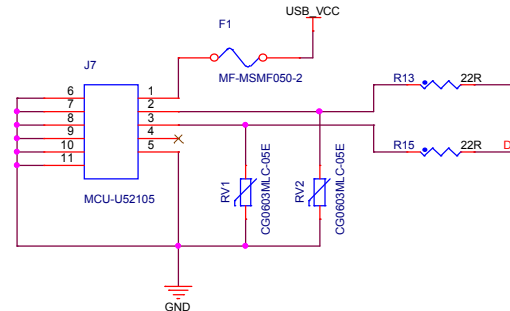 F1
USB_VCC
MF-MSMF050-2
J7
R13
22R
6
1
7
2
8
3
9
4
10
5
11
R15
22R
D
RV1
CG0603MLC-05E
RV2
CG0603MLC-05E
MCU-U52105
GND